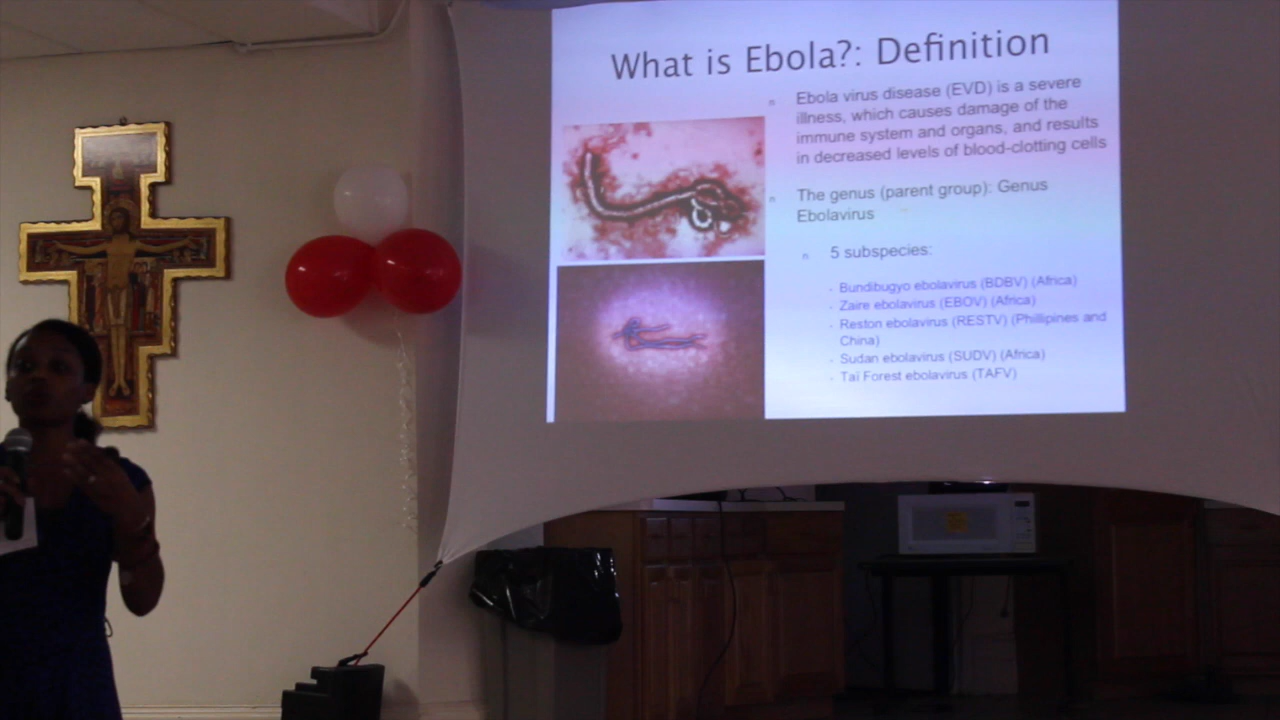 What is Ebola?: Definition
Ebola virus disease (EVD) is a severe
illness, which causes damage of the
immune system and organs, and results
in decreased levels of blood-clotting cells
The genus (parent group): Genus
Ebolavirus
5 subspecies:
Bundibugyo ebolavirus (BDBV) (Africa)
Zaire ebolavirus (EBOV) (Africa)
Reston ebolavirus (RESTV) (Phillipines and
China)
Sudan ebolavirus (SUDV) (Africa)
Taï Forest ebolavirus (TAFV)